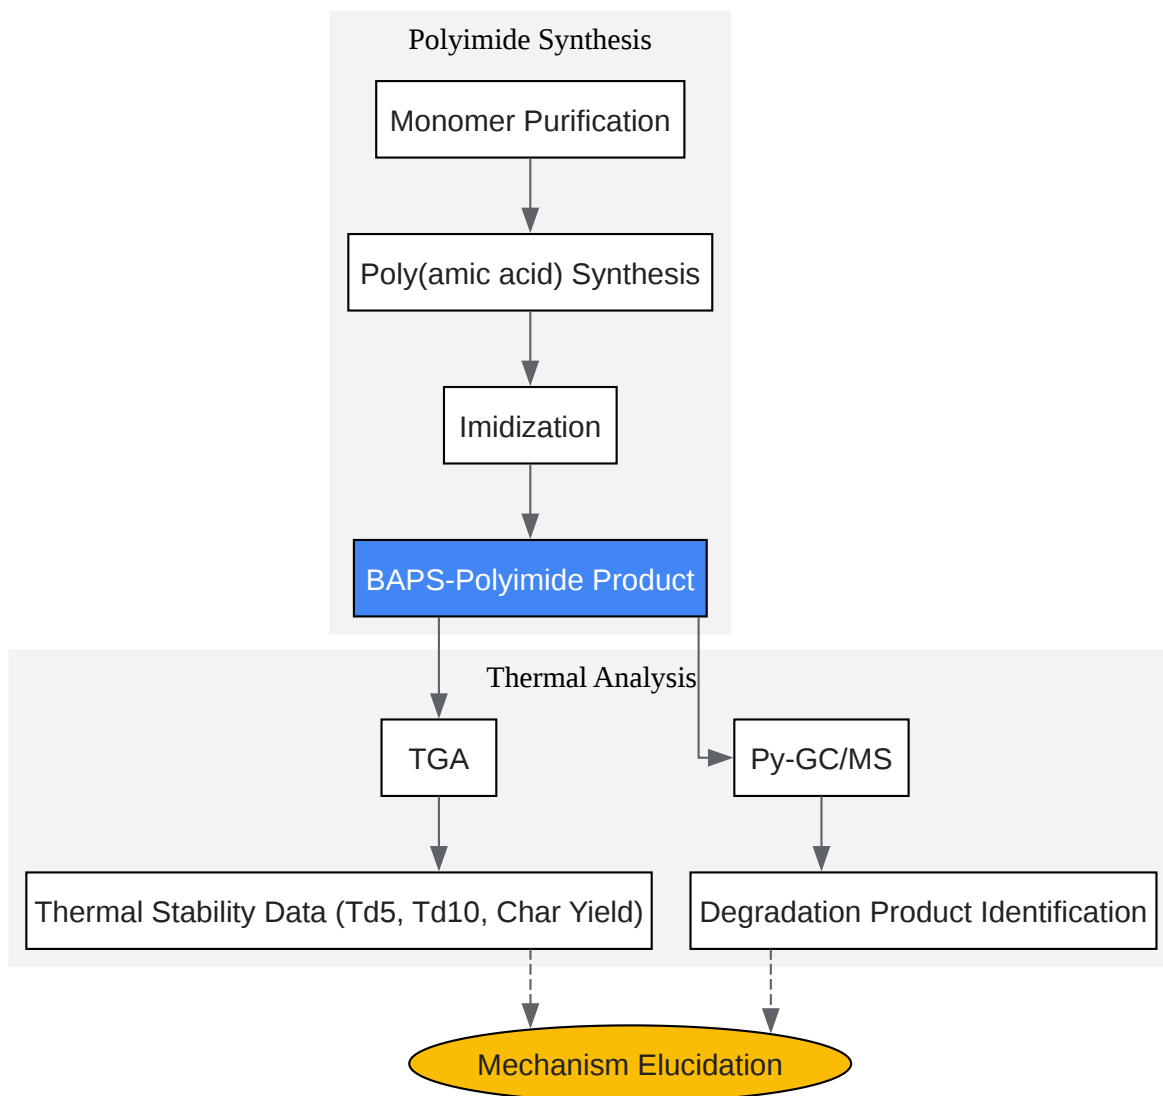 Polyimide Synthesis
Monomer Purification
Poly(amic acid) Synthesis
Imidization
BAPS-Polyimide Product
Thermal Analysis
TGA
Py-GC/MS
Thermal Stability Data (Td5, Td10, Char Yield)
Degradation Product Identification
Mechanism Elucidation